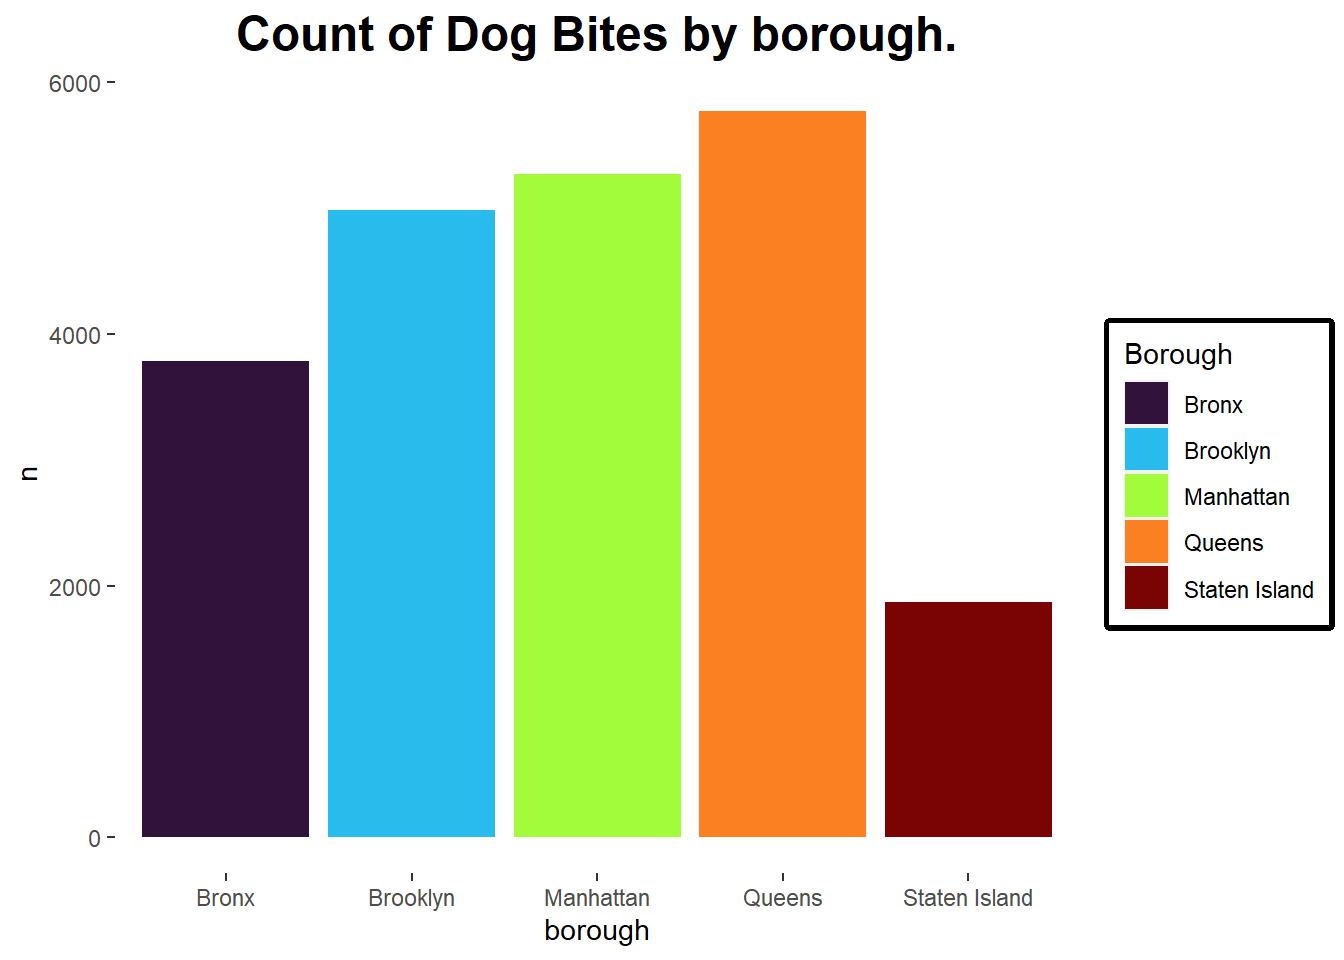 Count of Dog Bites by borough.
6000
4000
2000
0
n
Bronx
Brooklyn
Manhattan
Queens
Staten Island
borough
Borough
Bronx
Brooklyn
Manhattan
Queens
Staten Island